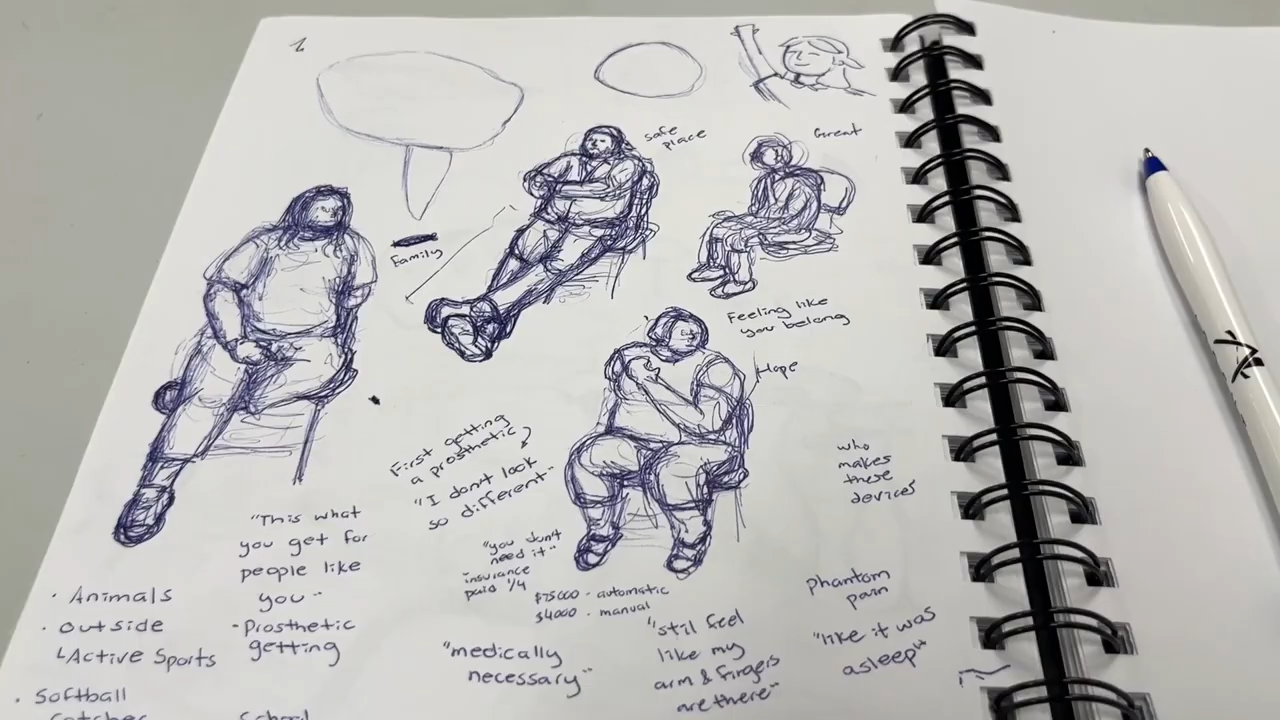 1
safe
place
Great
Family
Feeling like
you belong
Hope
First getting
a prosthetic
"I don't look
so different"
who
makes
these
devices
"This what
you get for
people like
you"
"you don't
need it"
insurance
paid 1/4
$75000 - automatic
$4000 - manual
phantom
pain
• Animals
• outside
↳Active Sports
• Softball
catcher
-Prosthetic
getting
School
"medically
necessary"
"stil feel
like my
arm & fingers
are there"
"like it was
asleep"